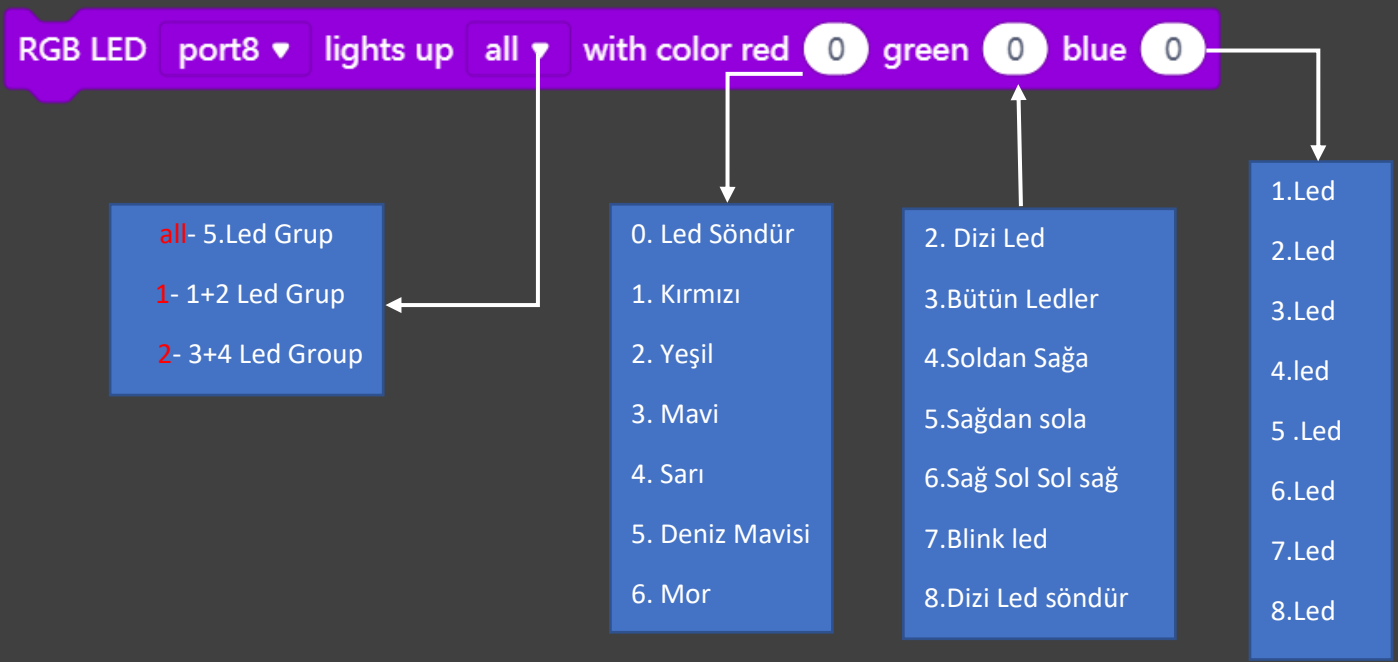 RGB LED port8 lights up all with color red 0 green 0 blue 0
all- 5.Led Grup
1- 1+2 Led Grup
2- 3+4 Led Group
0. Led Söndür
1. Kırmızı
2. Yeşil
3. Mavi
4. Sarı
5. Deniz Mavisi
6. Mor
2. Dizi Led
3.Bütün Ledler
4.Soldan Sağa
5.Sağdan sola
6.Sağ Sol Sol sağ
7.Blink led
8.Dizi Led söndür
1.Led
2.Led
3.Led
4.led
5 .Led
6.Led
7.Led
8.Led